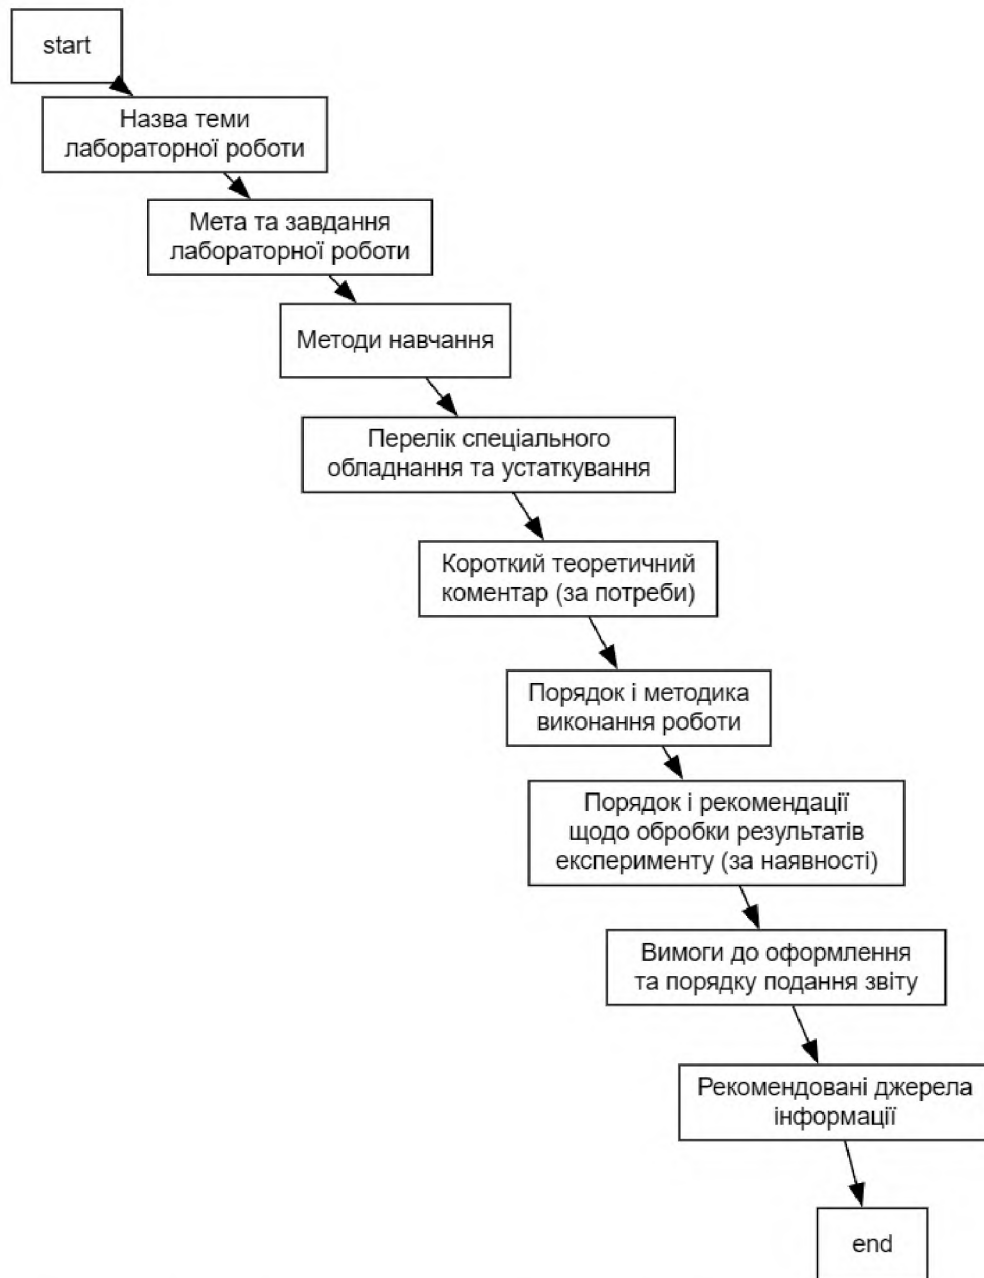 start
Назва теми
лабораторної роботи
Мета та завдання
лабораторної роботи
Методи навчання
Перелік спеціального
обладнання та устаткування
Короткий теоретичний
коментар (за потреби)
Порядок і методика
виконання роботи
Порядок і рекомендації
щодо обробки результатів
експерименту (за наявності)
Вимоги до оформлення
та порядку подання звіту
Рекомендовані джерела
інформації
end